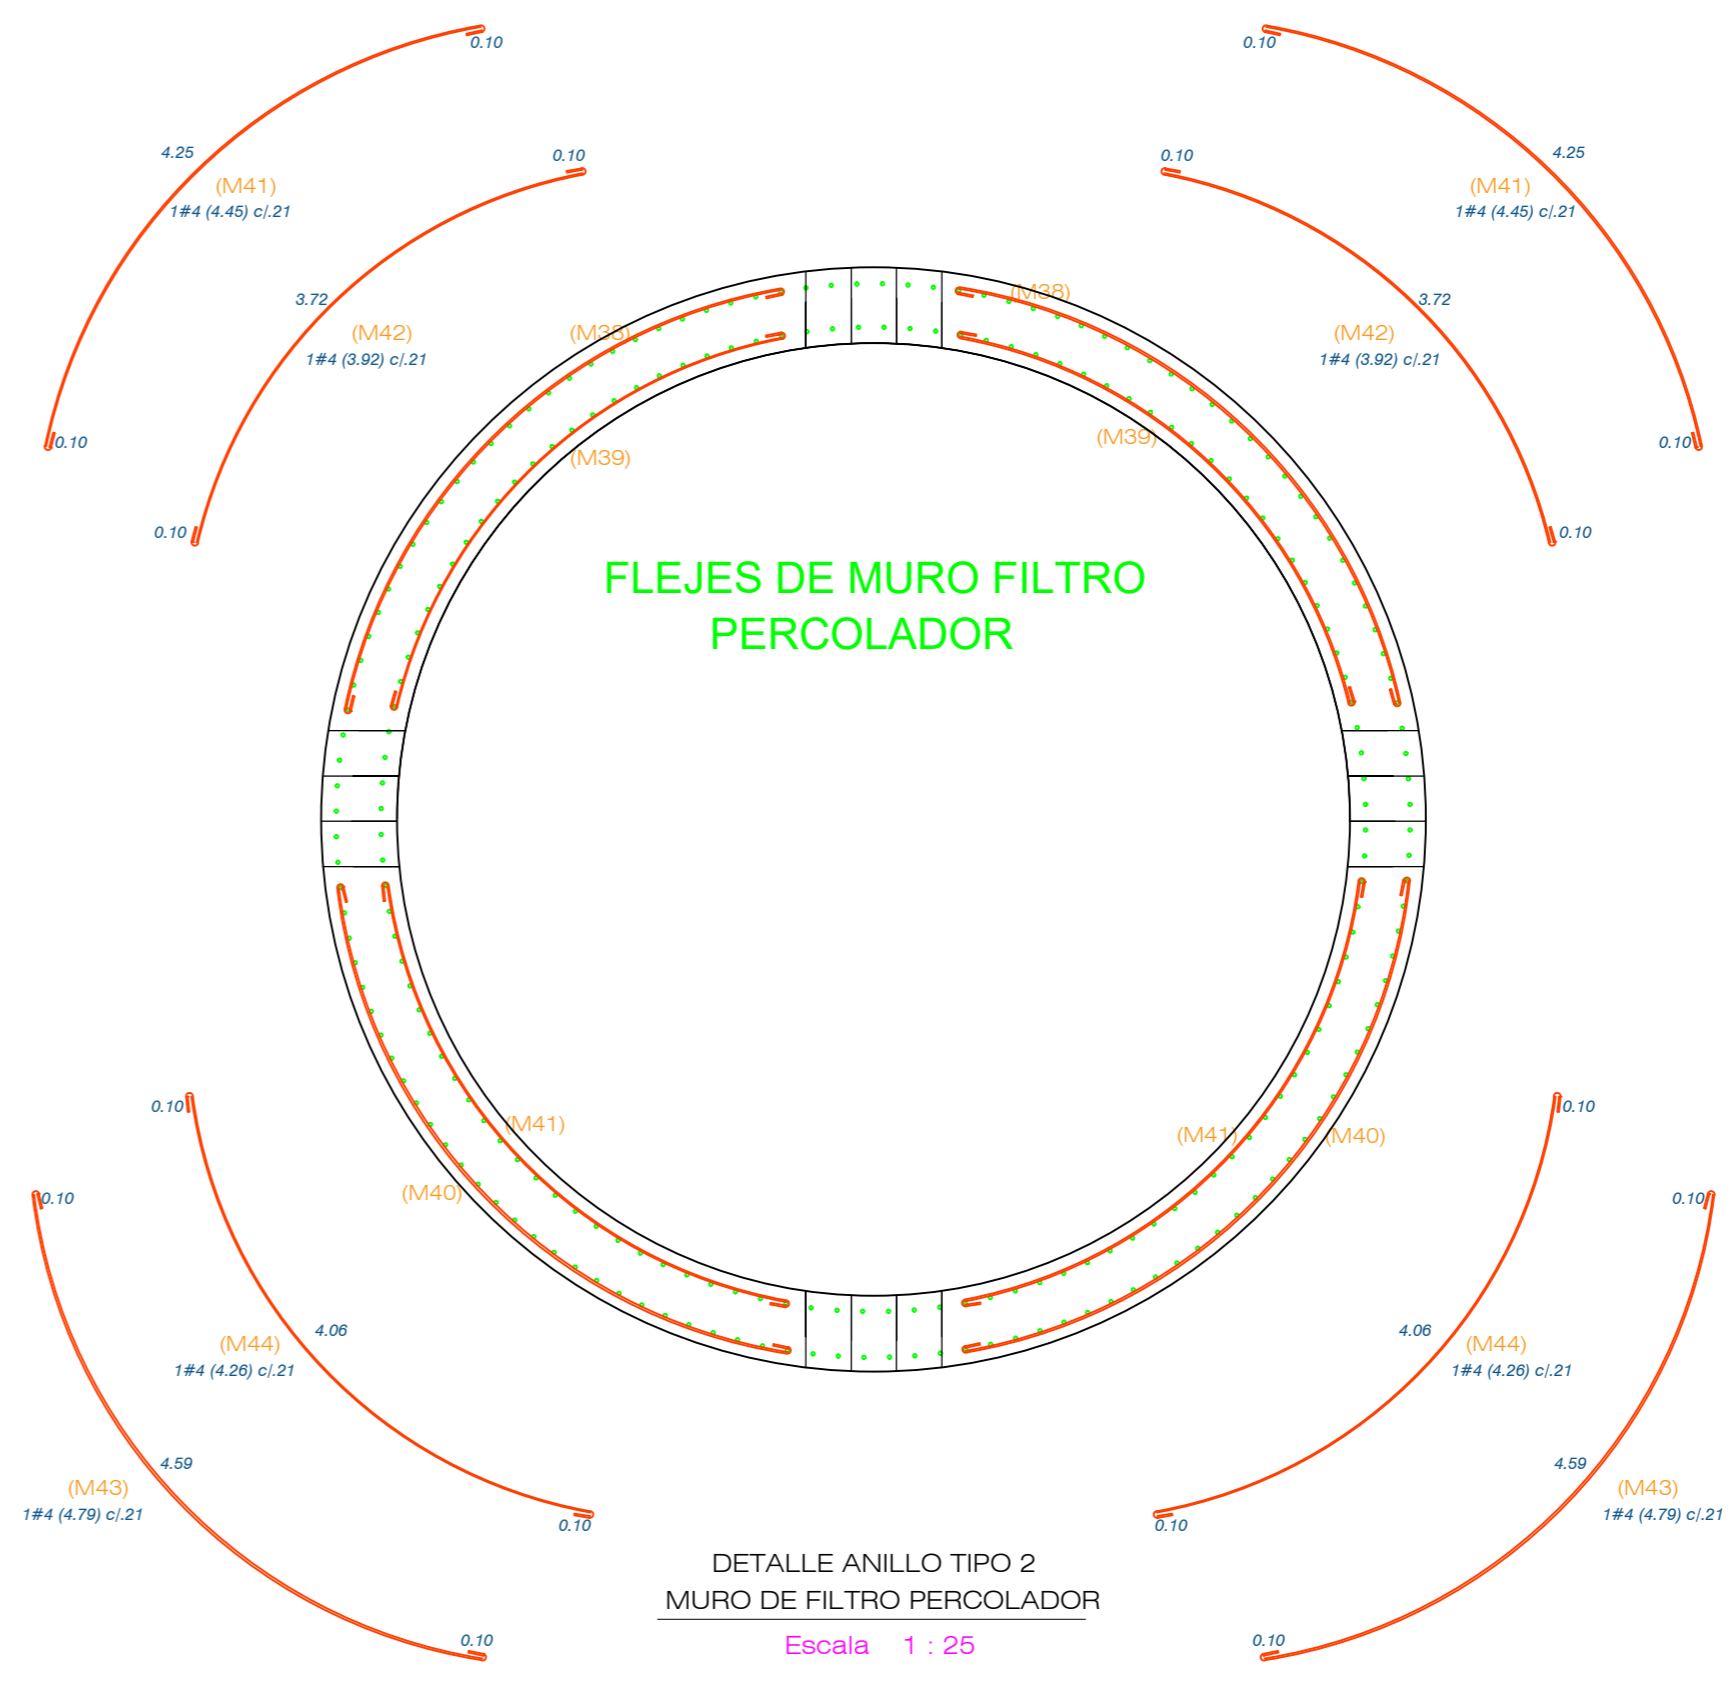 0.10
0.10
4.25
(M41)
1#4 (4.45) c/.21
0.10
0.10
4.25
(M41)
1#4 (4.45) c/.21
3.72
(M42)
1#4 (3.92) c/.21
(M38)
(M38)
3.72
(M42)
1#4 (3.92) c/.21
0.10
0.10
(M39)
(M39)
0.10
0.10
FLEJES DE MURO FILTRO
PERCOLADOR
0.10
0.10
(M41)
(M41)
(M40)
(M40)
0.10
0.10
4.06
(M44)
1#4 (4.26) c/.21
4.06
(M44)
1#4 (4.26) c/.21
4.59
(M43)
1#4 (4.79) c/.21
4.59
(M43)
1#4 (4.79) c/.21
0.10
0.10
DETALLE ANILLO TIPO 2
MURO DE FILTRO PERCOLADOR
Escala 1 : 25
0.10
0.10